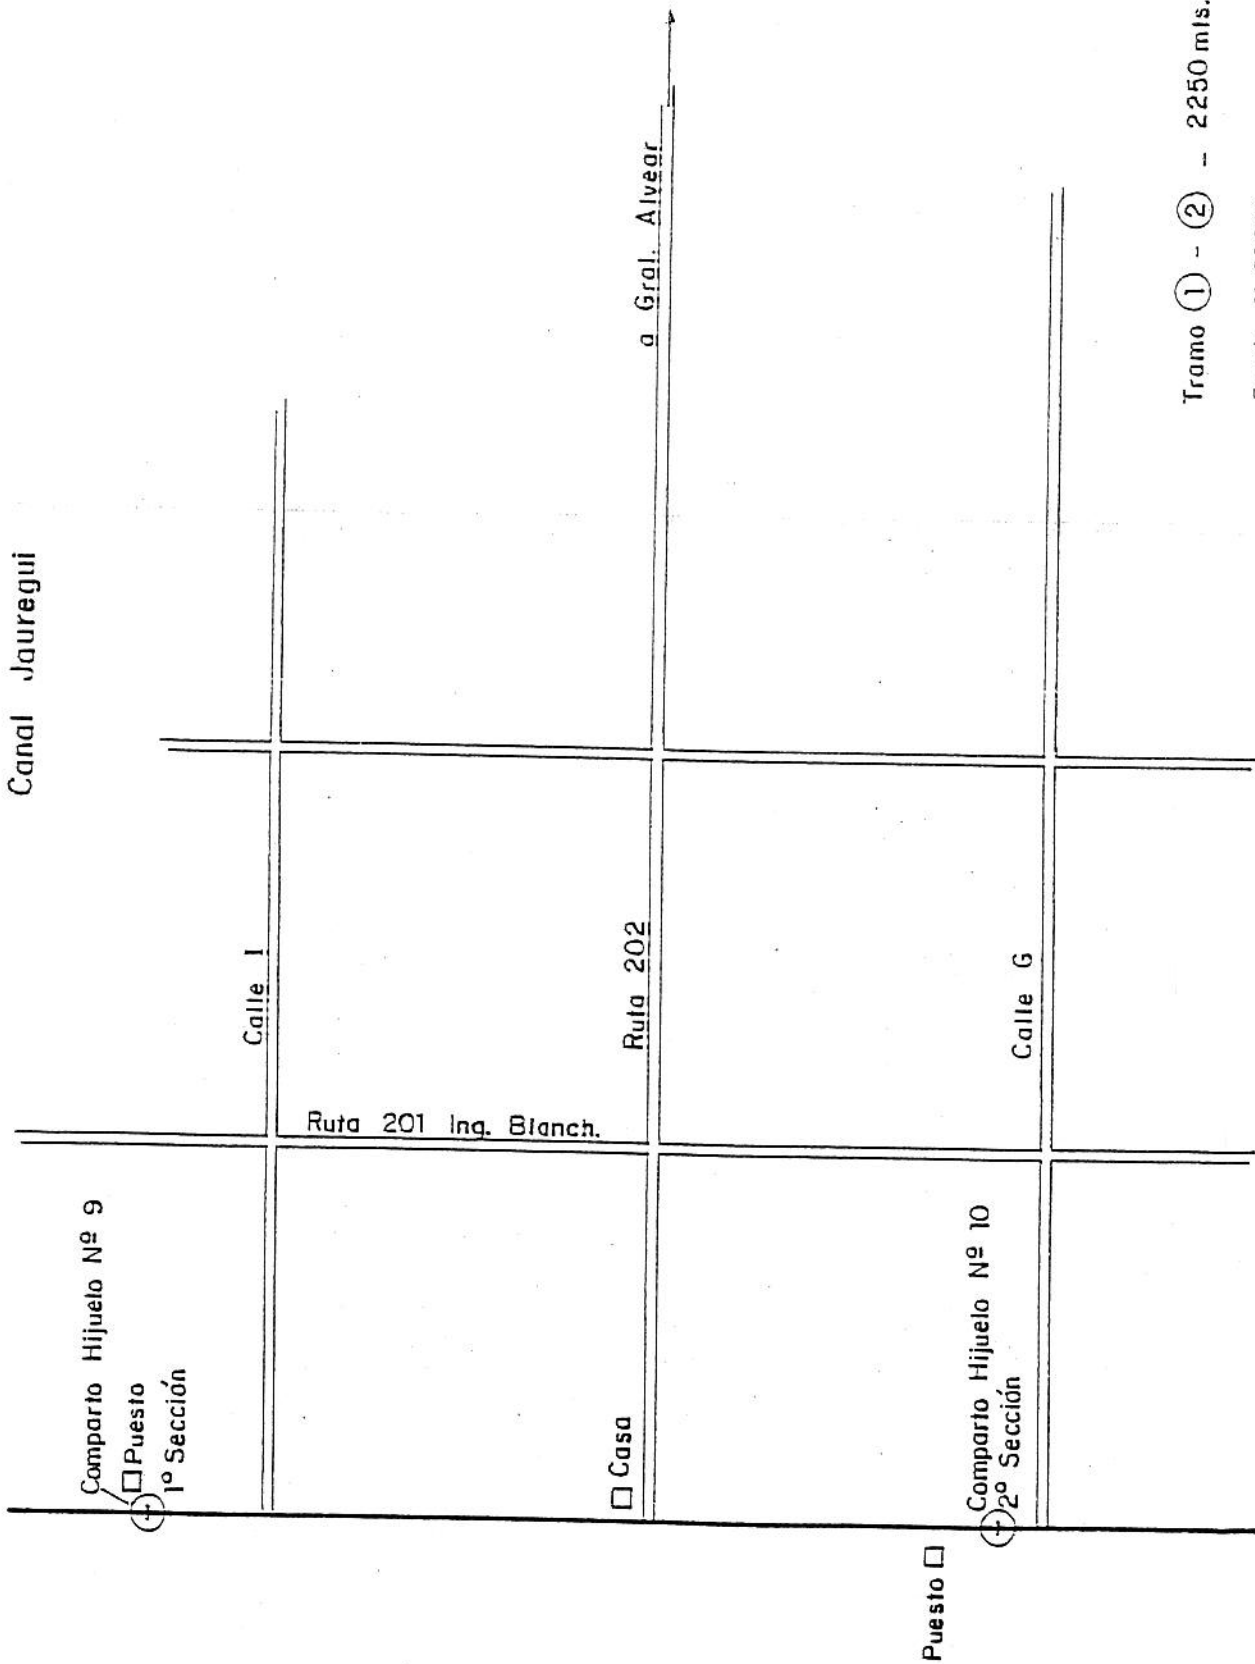 Canal Jauregui
Comparto Hijuelo Nº 9
Puesto
1º Sección
Calle I
Ruta 201 Ing. Blanch.
a Gral. Alvear
Ruta 202
Casa
Calle G
Comparto Hijuelo Nº 10
2º Sección
Puesto
Tramo 1 - 2 - 2250 mts.